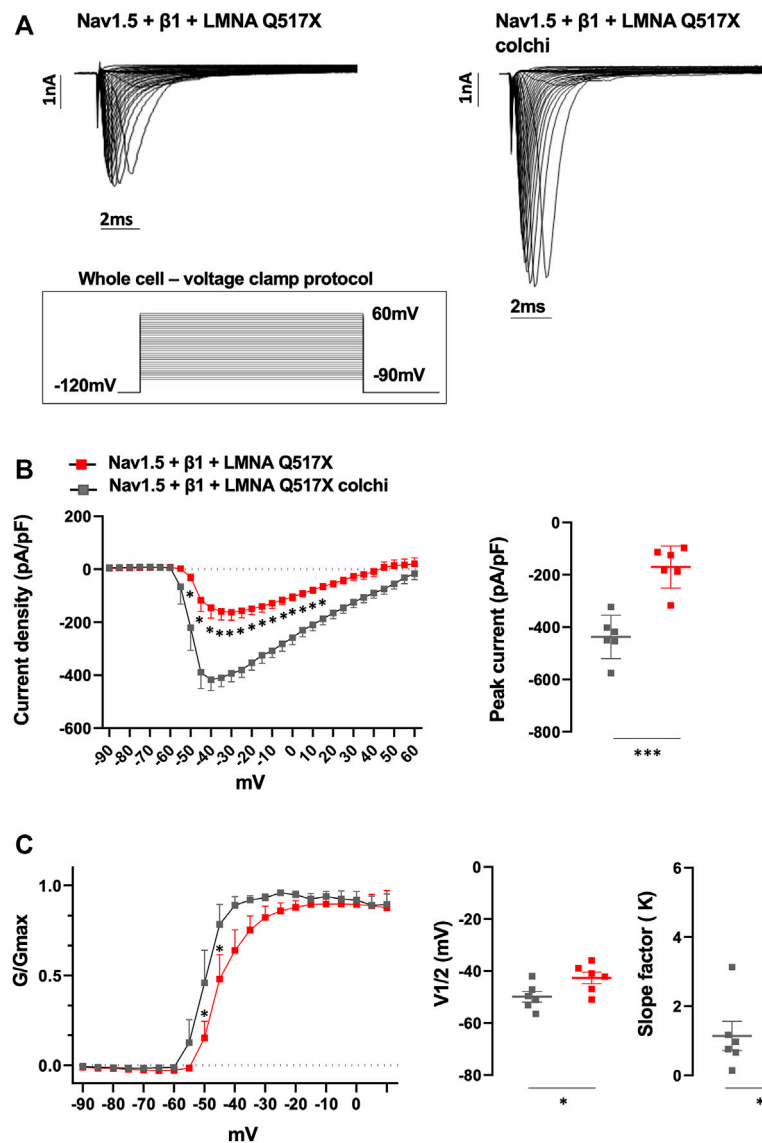 A
Nav1.5 + β1 + LMNA Q517X
Nav1.5 + β1 + LMNA Q517X
colchi
1nA
1nA
2ms
2ms
Whole cell – voltage clamp protocol
60mV
-90mV
-120mV
B
Nav1.5 + β1 + LMNA Q517X
Nav1.5 + β1 + LMNA Q517X colchi
Current density (pA/pF)
200
0
-200
-400
-600
* * * * * * * * * * * * * *
-90 -80 -70 -60 -50 -40 -30 -20 -10 0 10 20 30 40 50 60
mV
Peak current (pA/pF)
0
-200
-400
-600
-800
***
C
G/Gmax
1.0
0.5
0.0
*
*
-90 -80 -70 -60 -50 -40 -30 -20 -10 0
mV
V1/2 (mV)
0
-20
-40
-60
-80
*
Slope factor ( K)
6
4
2
0
*